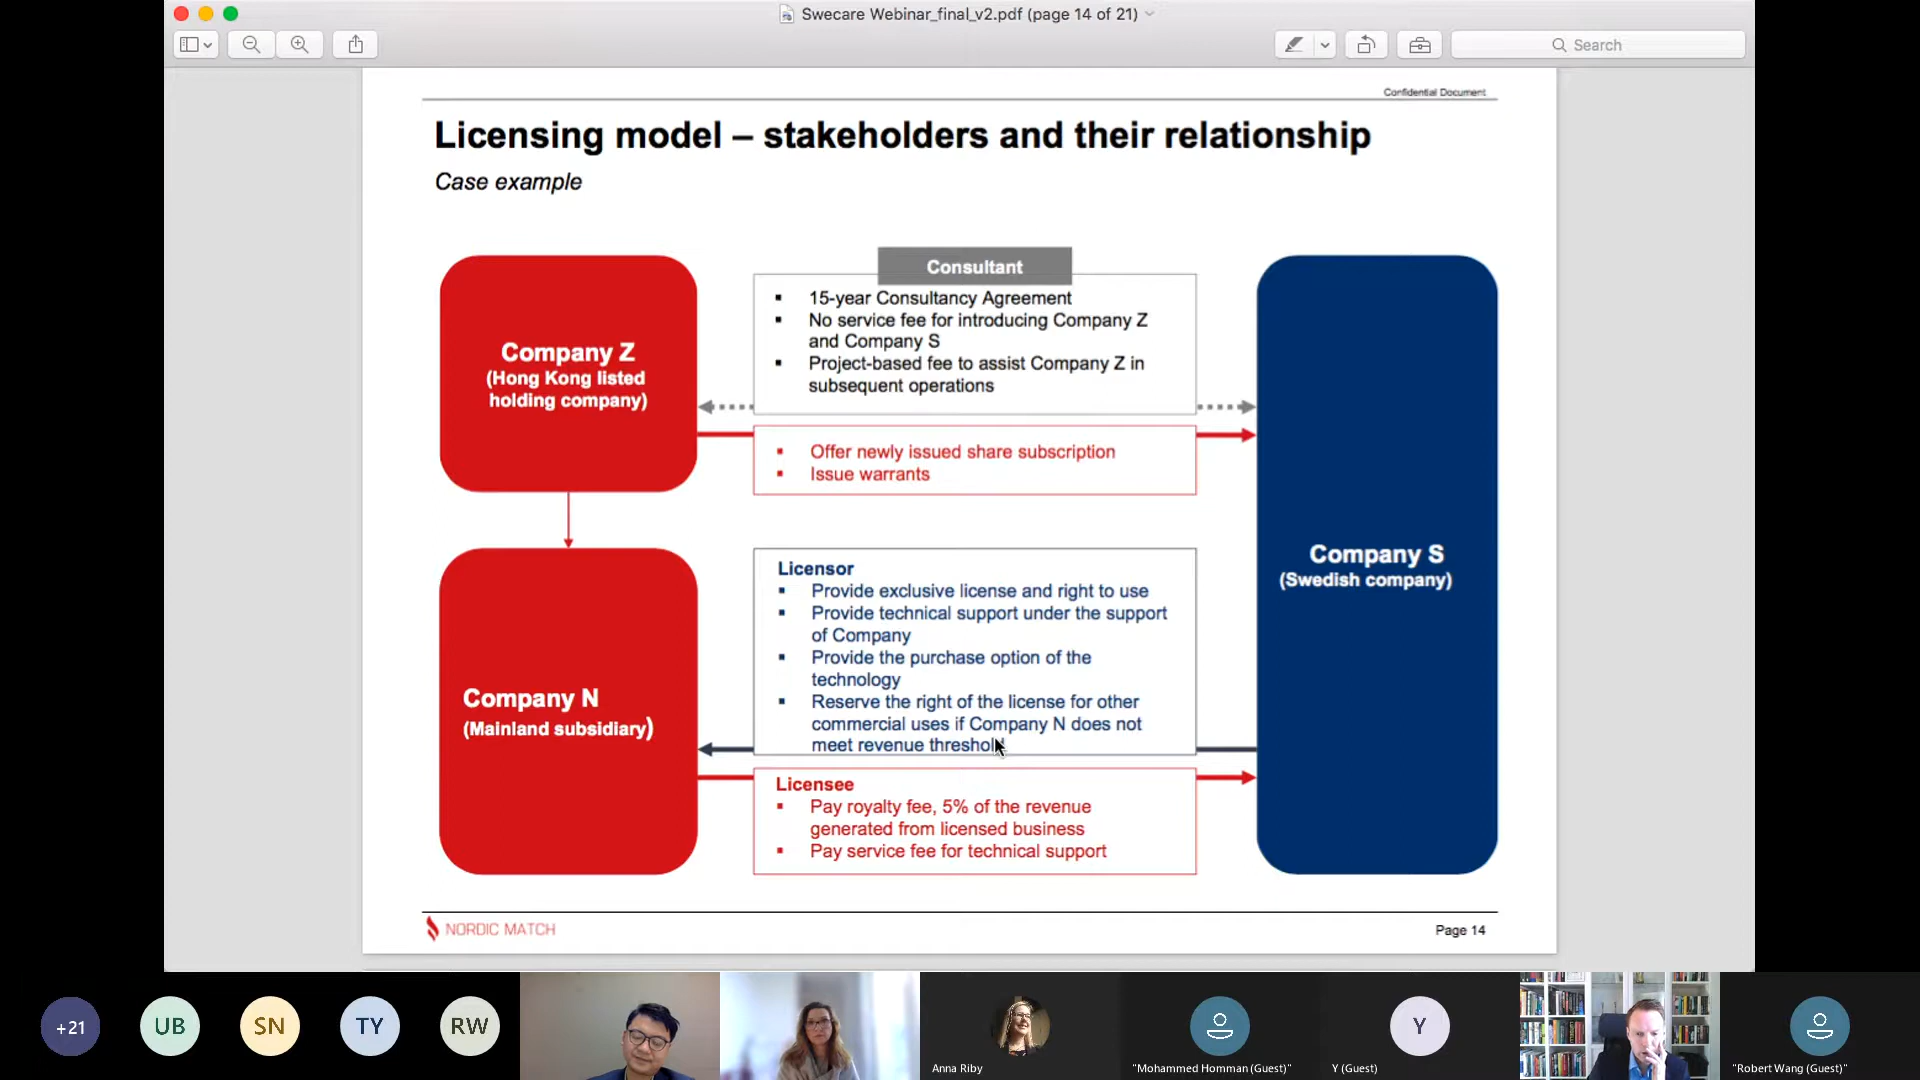 Swecare Webinar_final_v2.pdf (page 14 of 21)
Search
Confidential Document
Licensing model – stakeholders and their relationship
Case example
Company Z
(Hong Kong listed
holding company)
Consultant
▪ 15-year Consultancy Agreement
▪ No service fee for introducing Company Z
and Company S
▪ Project-based fee to assist Company Z in
subsequent operations
▪ Offer newly issued share subscription
▪ Issue warrants
Company S
(Swedish company)
Company N
(Mainland subsidiary)
Licensor
▪ Provide exclusive license and right to use
▪ Provide technical support under the support
of Company
▪ Provide the purchase option of the
technology
▪ Reserve the right of the license for other
commercial uses if Company N does not
meet revenue threshold
Licensee
▪ Pay royalty fee, 5% of the revenue
generated from licensed business
▪ Pay service fee for technical support
NORDIC MATCH
Page 14
+21
UB
SN
TY
RW
Anna Riby
"Mohammed Homman (Guest)"
Y
Y (Guest)
"Robert Wang (Guest)"